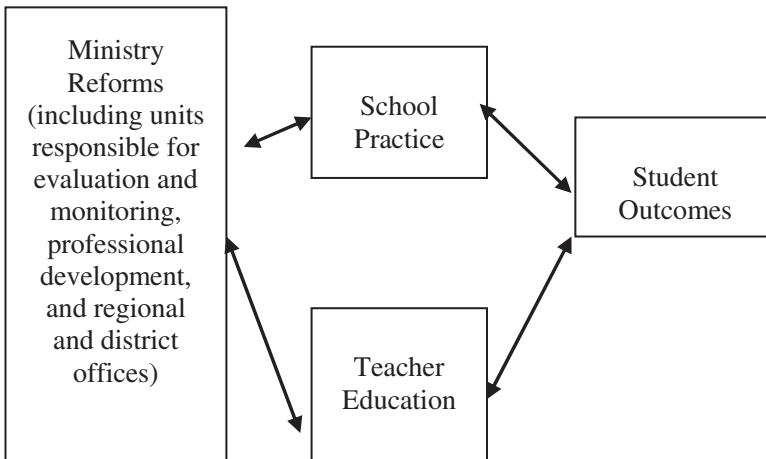 Ministry
Reforms
(including units
responsible for
evaluation and
monitoring,
professional
development,
and regional
and district
offices)
School
Practice
Teacher
Education
Student
Outcomes